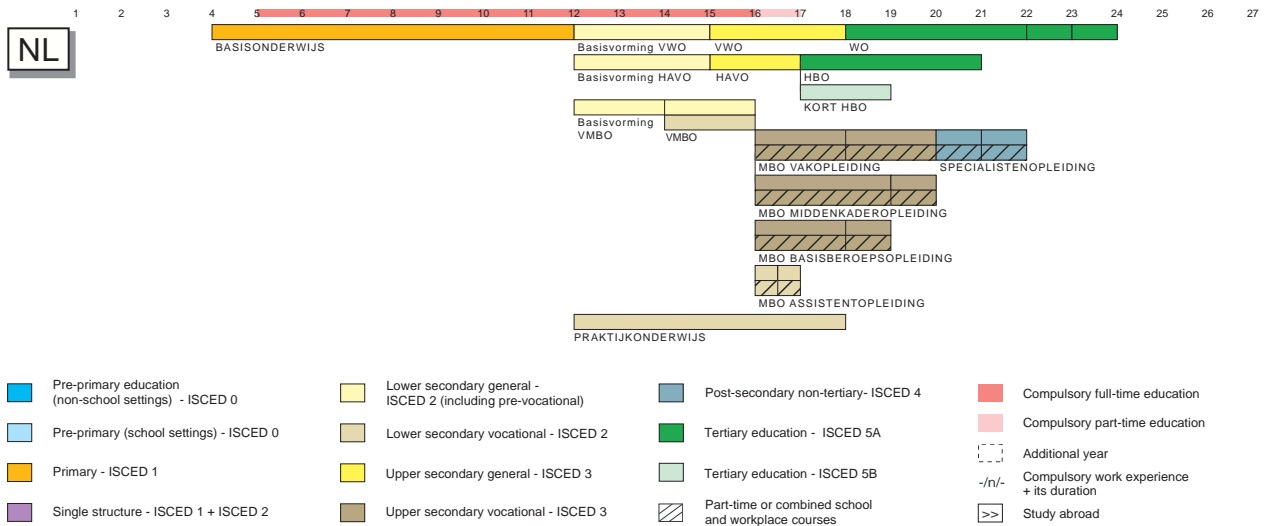 1 2 3 4 5 6 7 8 9 10 11 12 13 14 15 16 17 18 19 20 21 22 23 24 25 26 27
NL
BASISONDERWIJS Basisvorming VWO VWO WO
Basisvorming HAVO HAVO HBO
KORT HBO
Basisvorming
VMBO
VMBO
MBO VAKOPLEIDING SPECIALISTENOPLEIDING
MBO MIDDENKADEROPLEIDING
MBO BASISBEROEPSOPLEIDING
MBO ASSISTENTOPLEIDING
PRAKTIJKONDERWIJS
Pre-primary education
(non-school settings) - ISCED 0
Pre-primary (school settings) - ISCED 0
Primary - ISCED 1
Single structure - ISCED 1 + ISCED 2
Lower secondary general -
ISCED 2 (including pre-vocational)
Lower secondary vocational - ISCED 2
Upper secondary general - ISCED 3
Upper secondary vocational - ISCED 3
Post-secondary non-tertiary- ISCED 4
Tertiary education - ISCED 5A
Tertiary education - ISCED 5B
Part-time or combined school
and workplace courses
Compulsory full-time education
Compulsory part-time education
Additional year
-/n/- Compulsory work experience
+ its duration
>> Study abroad